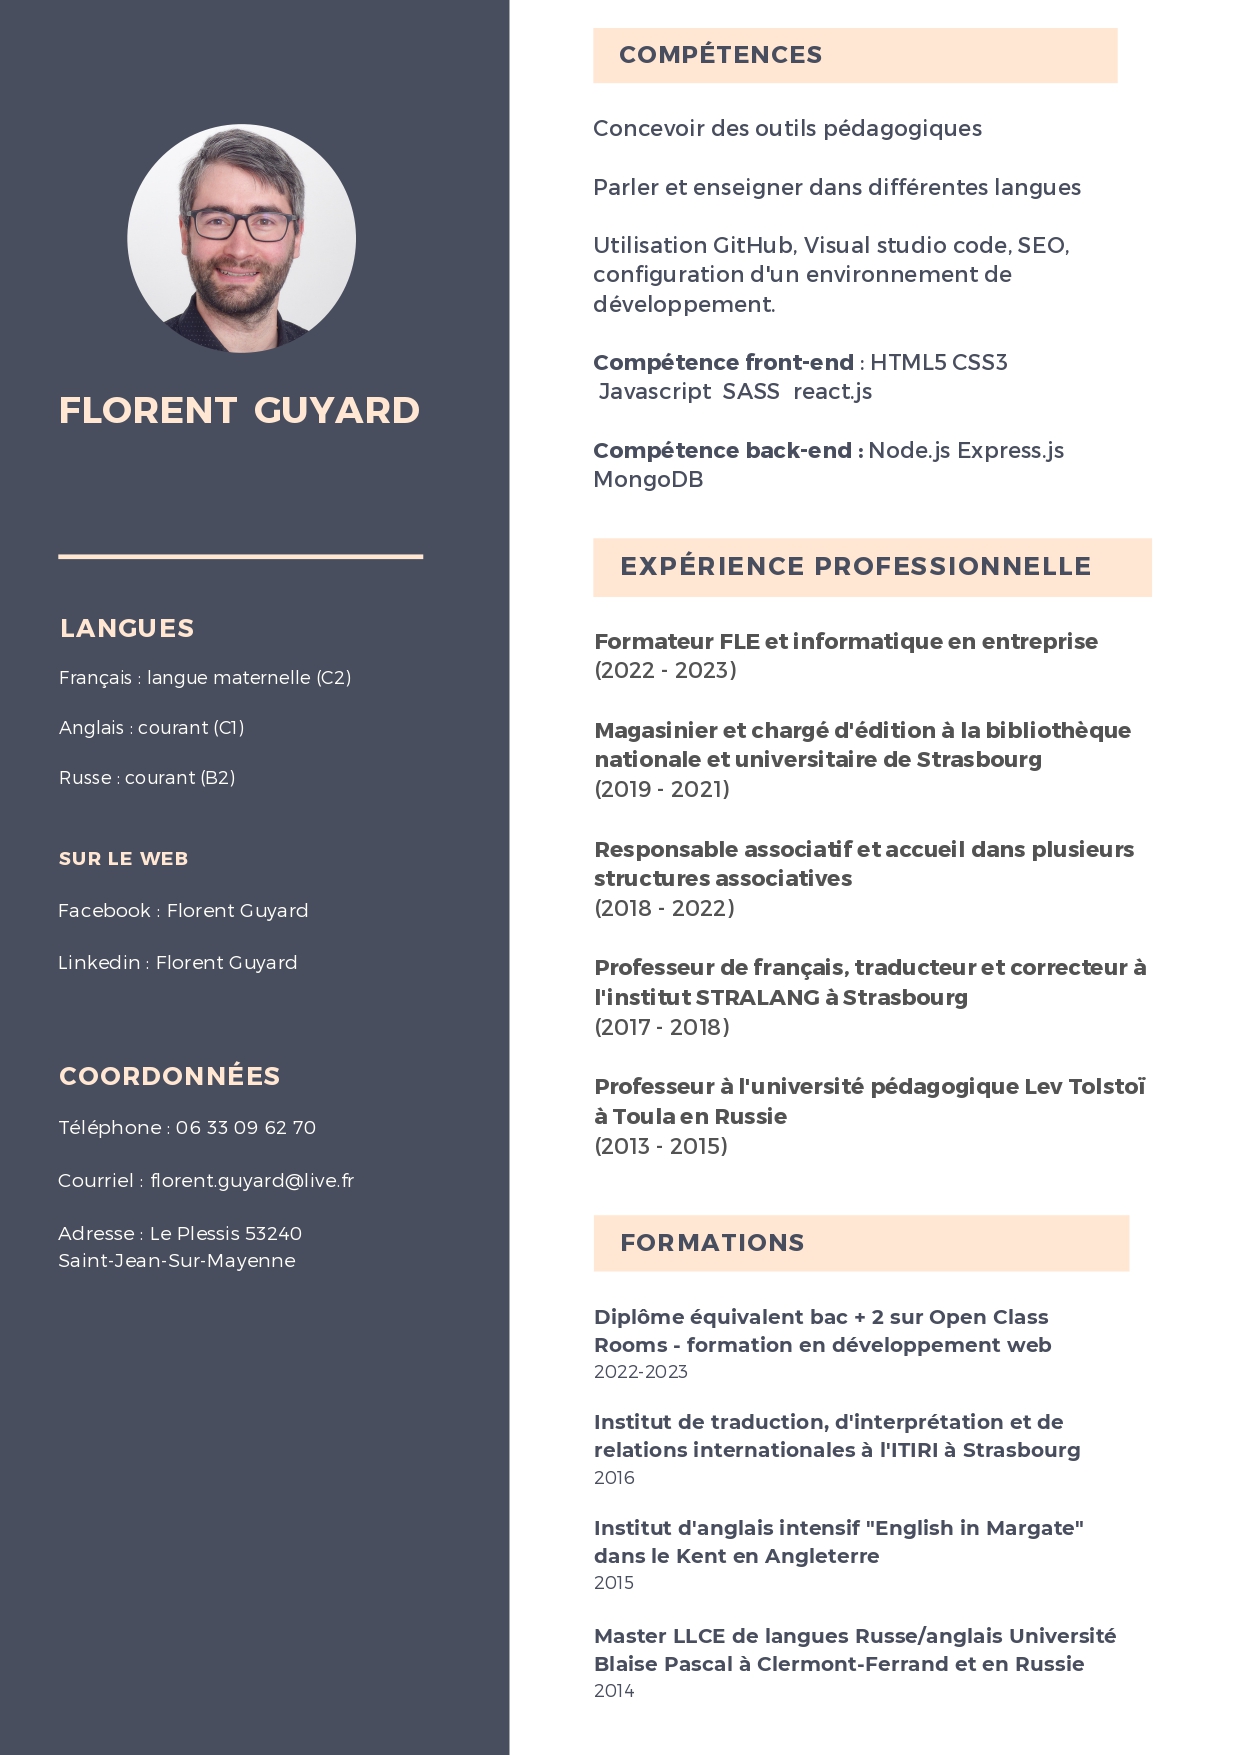 FLORENT GUYARD
LANGUES
Français : langue maternelle (C2)
Anglais : courant (C1)
Russe : courant (B2)
SUR LE WEB
Facebook : Florent Guyard
Linkedin : Florent Guyard
COORDONNÉES
Téléphone : 06 33 09 62 70
Courriel : florent.guyard@live.fr
Adresse : Le Plessis 53240
Saint-Jean-Sur-Mayenne
COMPÉTENCES
Concevoir des outils pédagogiques
Parler et enseigner dans différentes langues
Utilisation GitHub, Visual studio code, SEO,
configuration d'un environnement de
développement.
Compétence front-end : HTML5 CSS3
Javascript SASS react.js
Compétence back-end : Node.js Express.js
MongoDB
EXPÉRIENCE PROFESSIONNELLE
Formateur FLE et informatique en entreprise
(2022 - 2023)
Magasinier et chargé d'édition à la bibliothèque
nationale et universitaire de Strasbourg
(2019 - 2021)
Responsable associatif et accueil dans plusieurs
structures associatives
(2018 - 2022)
Professeur de français, traducteur et correcteur à
l'institut STRALANG à Strasbourg
(2017 - 2018)
Professeur à l'université pédagogique Lev Tolstoï
à Toula en Russie
(2013 - 2015)
FORMATIONS
Diplôme équivalent bac + 2 sur Open Class
Rooms - formation en développement web
2022-2023
Institut de traduction, d'interprétation et de
relations internationales à l'ITIRI à Strasbourg
2016
Institut d'anglais intensif "English in Margate"
dans le Kent en Angleterre
2015
Master LLCE de langues Russe/anglais Université
Blaise Pascal à Clermont-Ferrand et en Russie
2014